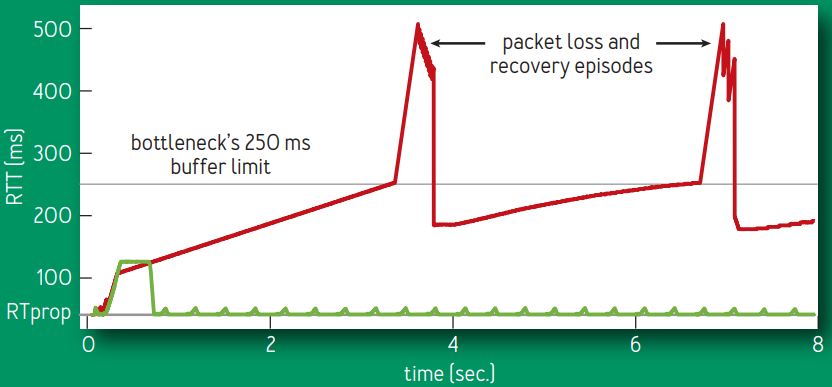 500
400
300
200
100
RTprop
RTT (ms)
bottleneck's 250 ms
buffer limit
packet loss and
recovery episodes
0
2
4
6
8
time (sec.)